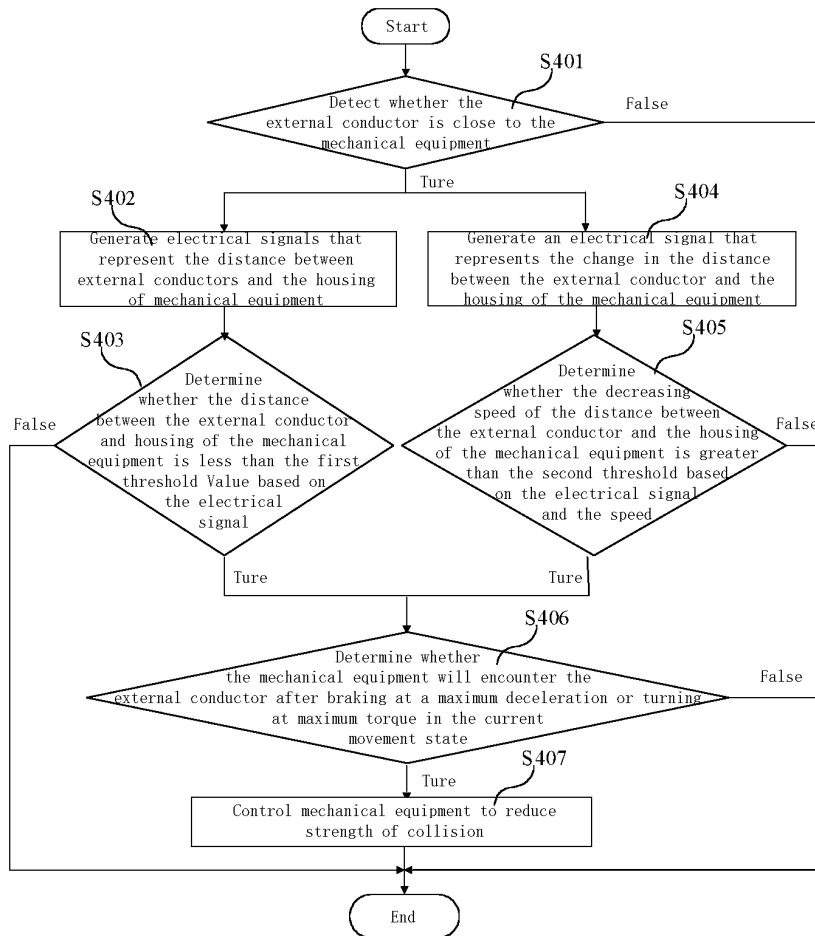 Start
S401
Detect whether the
external conductor is close to the
mechanical equipment
False
Ture
S402
Generate electrical signals that
represent the distance between
external conductors and the housing
of mechanical equipment
S404
Generate an electrical signal that
represents the change in the distance
between the external conductor and the
housing of the mechanical equipment
S403
Determine
whether the distance
between the external conductor
and housing of the mechanical
equipment is less than the first
threshold Value based on
the electrical
signal
False
Ture
S405
Determine
whether the decreasing
speed of the distance between
the external conductor and the housing
of the mechanical equipment is greater
than the second threshold based
on the electrical signal
and the speed
False
Ture
S406
Determine whether
the mechanical equipment will encounter the
external conductor after braking at a maximum deceleration or turning
at maximum torque in the current
movement state
False
Ture
S407
Control mechanical equipment to reduce
strength of collision
End